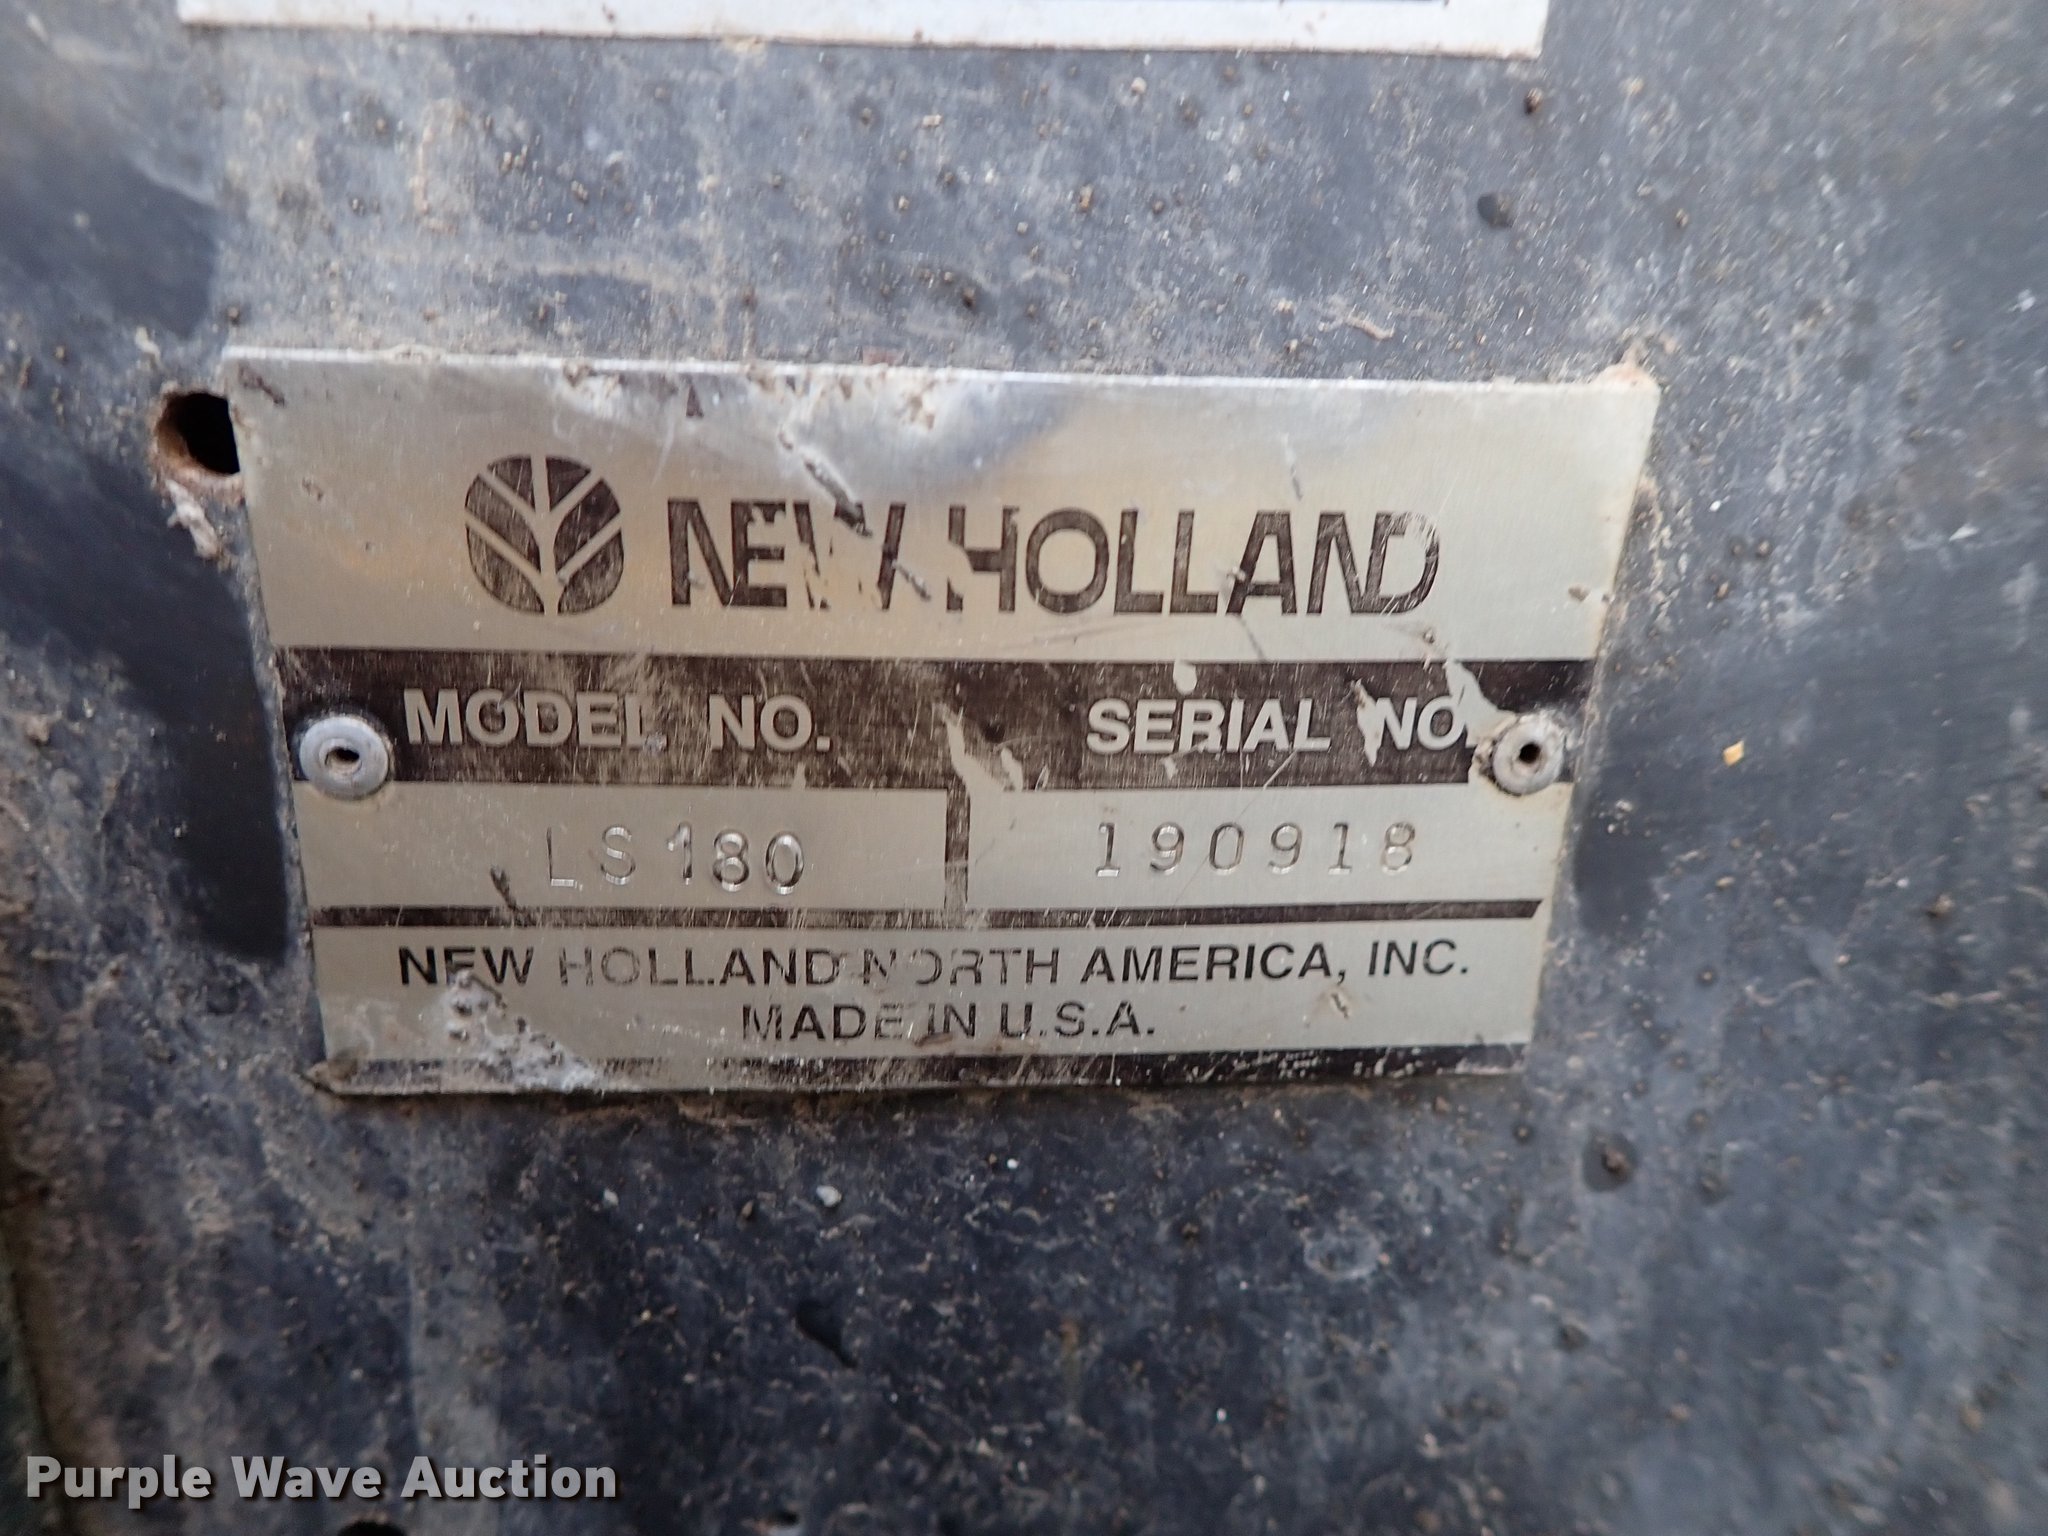 NEW HOLLAND
MODEL NO. SERIAL NO.
LS180 190918
NEW HOLLAND NORTH AMERICA, INC.
MADE IN U.S.A.
Purple Wave Auction